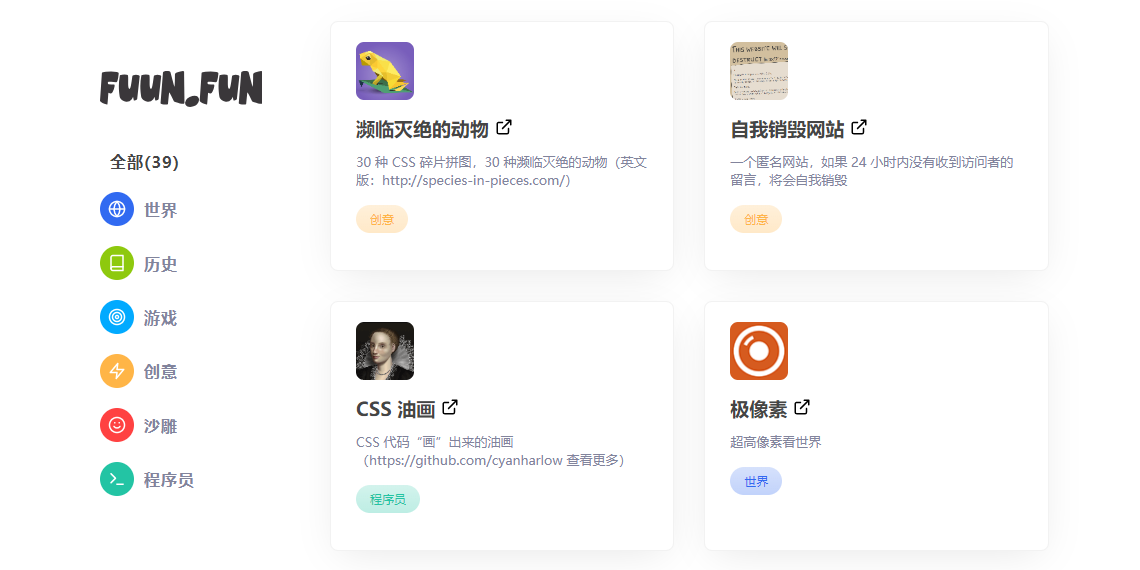 FUUN.FUN
全部(39)
世界
历史
游戏
创意
沙雕
程序员
濒临灭绝的动物
30 种 CSS 碎片拼图，30 种濒临灭绝的动物（英文
版：http://species-in-pieces.com/）
创意
THIS WEBSITE WILL S
DESTRUCT
自我销毁网站
一个匿名网站，如果 24 小时内没有收到访问者的
留言，将会自我销毁
创意
CSS 油画
CSS 代码“画”出来的油画
（https://github.com/cyanharlow 查看更多）
程序员
极像素
超高像素看世界
世界